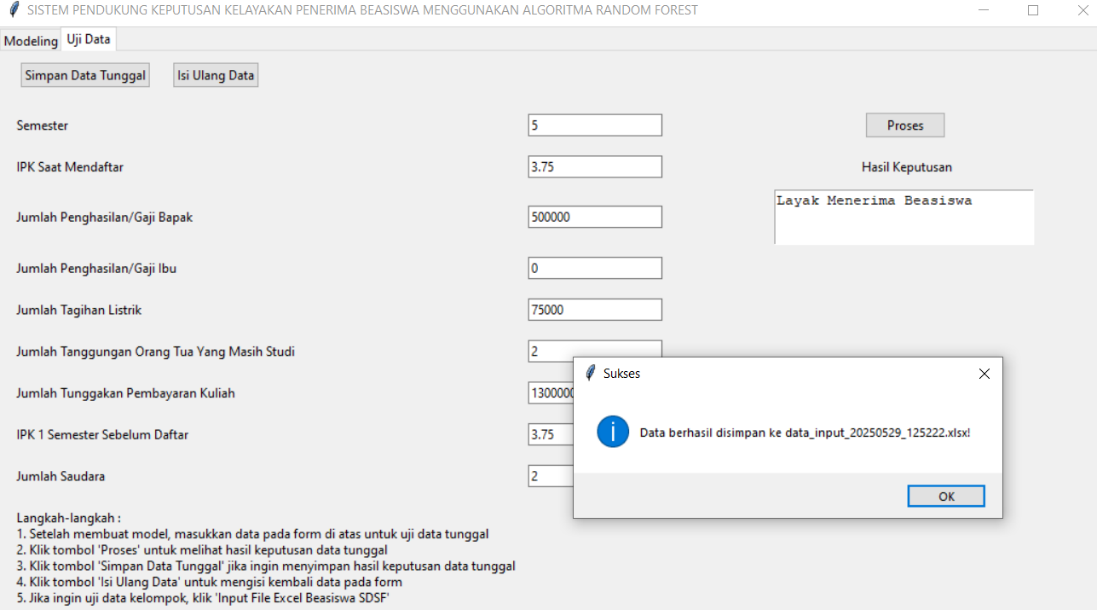 SISTEM PENDUKUNG KEPUTUSAN KELAYAKAN PENERIMA BEASISWA MENGGUNAKAN ALGORITMA RANDOM FOREST
Modeling Uji Data
Simpan Data Tunggal Isi Ulang Data
Semester 5 Proses
IPK Saat Mendaftar 3.75 Hasil Keputusan
Layak Menerima Beasiswa
Jumlah Penghasilan/Gaji Bapak 500000
Jumlah Penghasilan/Gaji Ibu 0
Jumlah Tagihan Listrik 75000
Jumlah Tanggungan Orang Tua Yang Masih Studi 2
Sukses
Jumlah Tunggakan Pembayaran Kuliah 1300000
IPK 1 Semester Sebelum Daftar 3.75
Data berhasil disimpan ke data_input_20250529_125222.xlsx!
Jumlah Saudara 2
OK
Langkah-langkah :
1. Setelah membuat model, masukkan data pada form di atas untuk uji data tunggal
2. Klik tombol 'Proses' untuk melihat hasil keputusan data tunggal
3. Klik tombol 'Simpan Data Tunggal' jika ingin menyimpan hasil keputusan data tunggal
4. Klik tombol 'Isi Ulang Data' untuk mengisi kembali data pada form
5. Jika ingin uji data kelompok, klik 'Input File Excel Beasiswa SDSF'